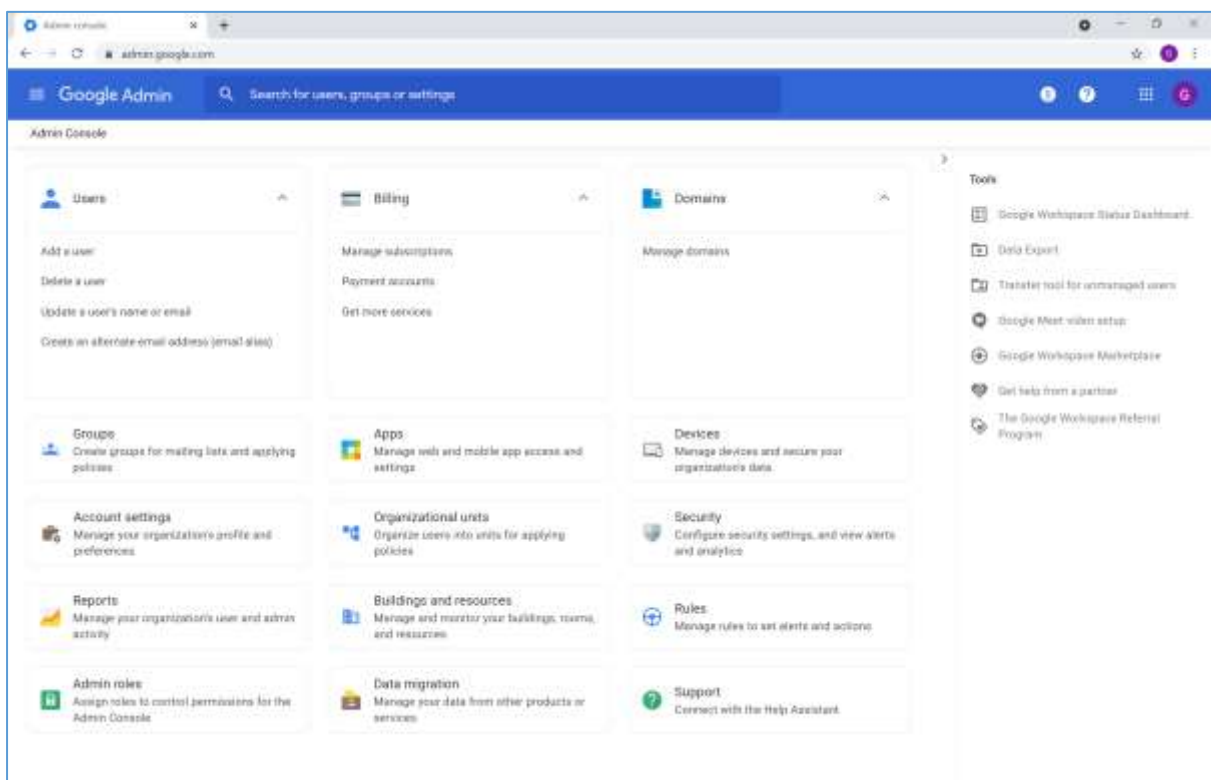 Admin console
admin.google.com
G
Google Admin
Search for users, groups or settings
?
G
Admin Console
Users
Add a user
Delete a user
Update a user's name or email
Create an alternate email address (email alias)
Billing
Manage subscriptions
Payment accounts
Get more services
Domains
Manage domains
Groups
Create groups for mailing lists and applying
policies
Apps
Manage web and mobile app access and
settings
Devices
Manage devices and secure your
organization's data
Account settings
Manage your organization's profile and
preferences
Organizational units
Organize users into units for applying
policies
Security
Configure security settings, and view alerts
and analytics
Reports
Manage your organization's user and admin
activity
Buildings and resources
Manage and monitor your buildings, rooms,
and resources
Rules
Manage rules to set alerts and actions
Admin roles
Assign roles to control permissions for the
Admin Console
Data migration
Manage your data from other products or
services
Support
Connect with the Help Assistant
Tools
Google Workspace Status Dashboard
Data Export
Transfer tool for unmanaged users
Google Meet video setup
Google Workspace Marketplace
Get help from a partner
The Google Workspace Referral
Program